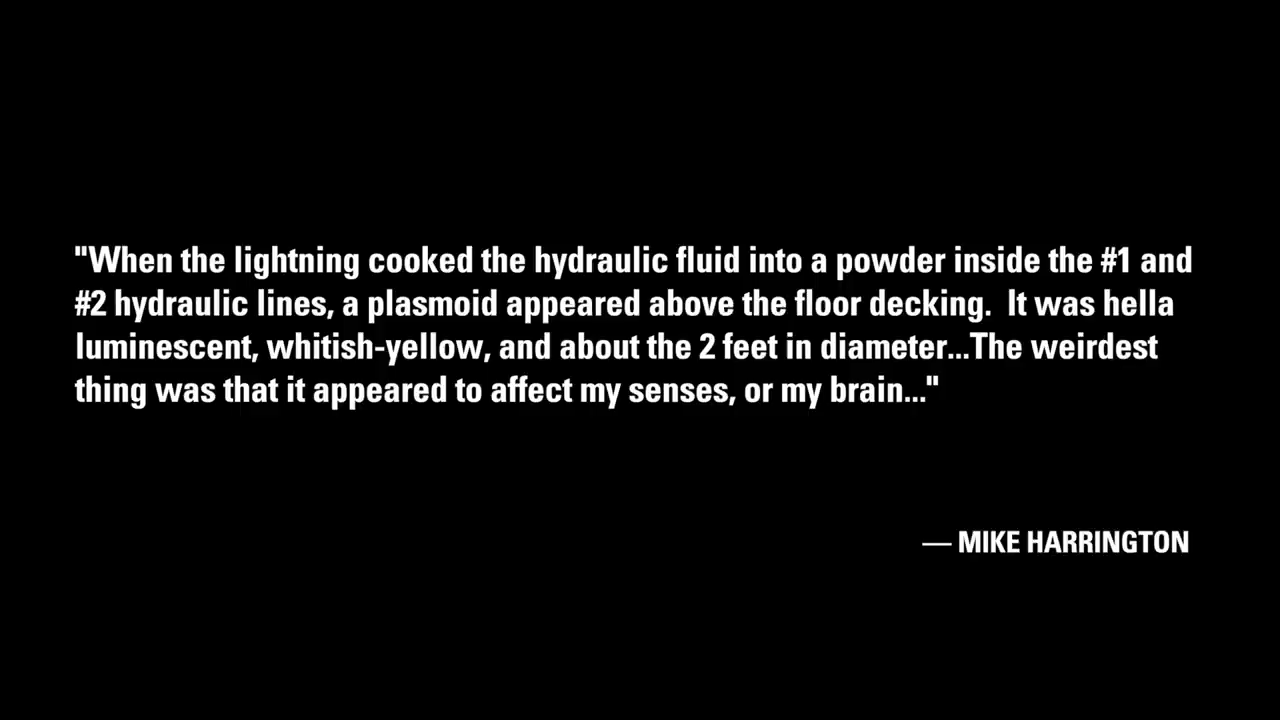 "When the lightning cooked the hydraulic fluid into a powder inside the #1 and
#2 hydraulic lines, a plasmoid appeared above the floor decking.  It was hella
luminescent, whitish-yellow, and about the 2 feet in diameter...The weirdest
thing was that it appeared to affect my senses, or my brain..."
— MIKE HARRINGTON